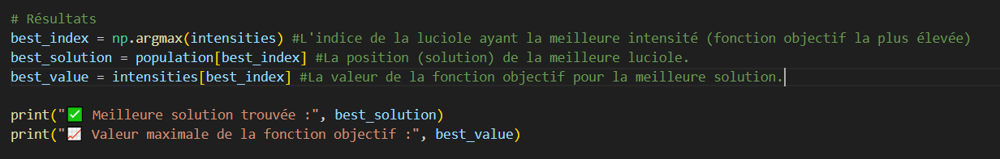 # Résultats
best_index = np.argmax(intensities) #L'indice de la luciole ayant la meilleure intensité (fonction objectif la plus élevée)
best_solution = population[best_index] #La position (solution) de la meilleure luciole.
best_value = intensities[best_index] #La valeur de la fonction objectif pour la meilleure solution.
print("✅ Meilleure solution trouvée :", best_solution)
print("📈 Valeur maximale de la fonction objectif :", best_value)